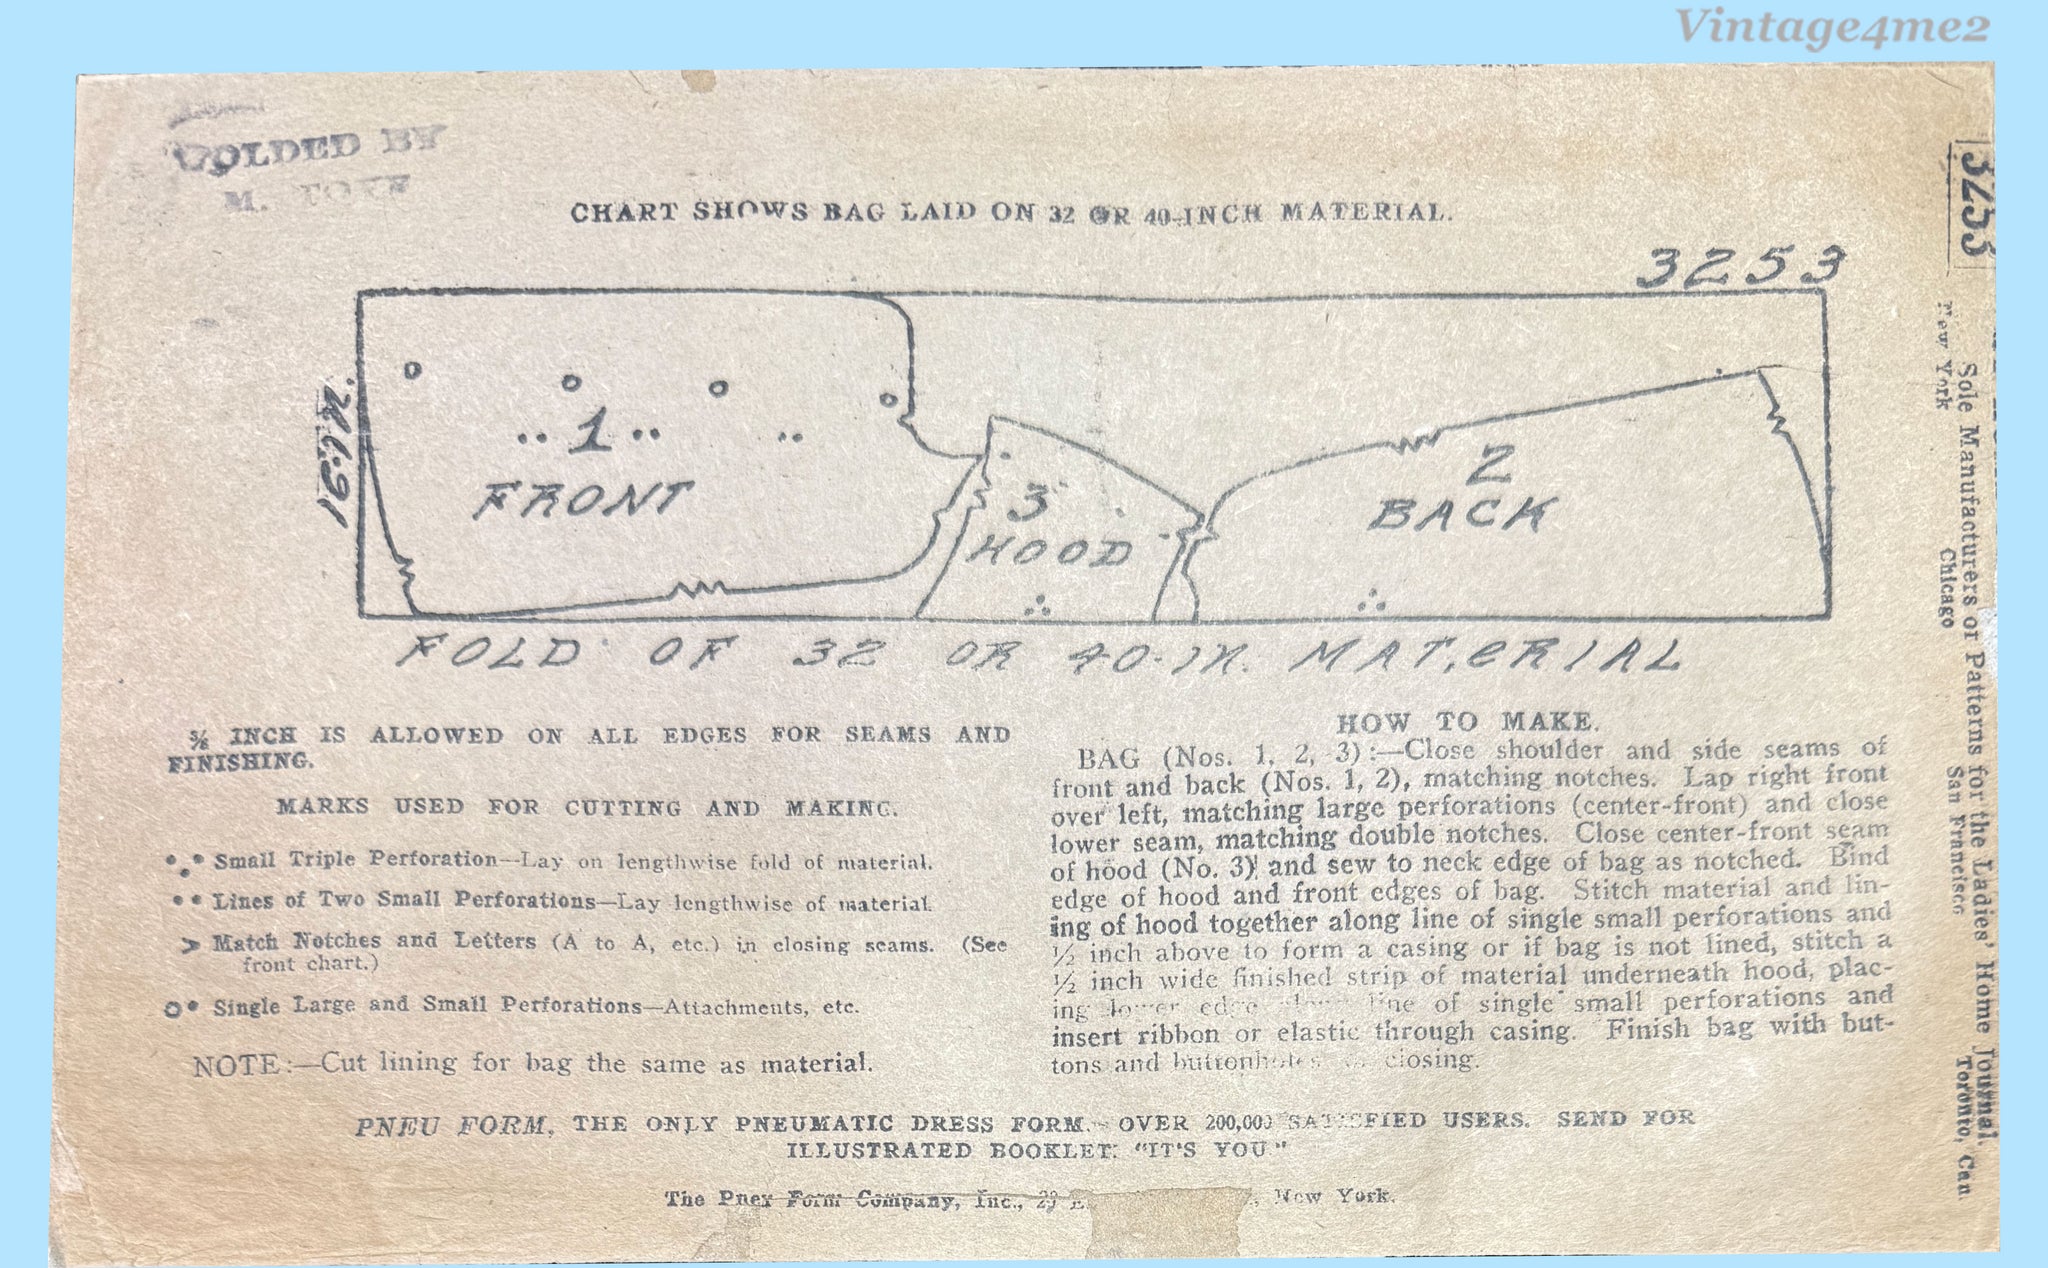 Vintage4me2
FOLDED BY
M.
CHART SHOWS BAG LAID ON 32 OR 40-INCH MATERIAL.
3253
16-IN.
1
FRONT
3
HOOD
2
BACK
FOLD OF 32 OR 40-IN. MATERIAL
⅜ INCH IS ALLOWED ON ALL EDGES FOR SEAMS AND
FINISHING.
MARKS USED FOR CUTTING AND MAKING.
Small Triple Perforation—Lay on lengthwise fold of material.
Lines of Two Small Perforations—Lay lengthwise of material.
Match Notches and Letters (A to A, etc.) in closing seams. (See
front chart.)
Single Large and Small Perforations—Attachments, etc.
NOTE:—Cut lining for bag the same as material.
HOW TO MAKE.
BAG (Nos. 1, 2, 3):—Close shoulder and side seams of
front and back (Nos. 1, 2), matching notches. Lap right front
over left, matching large perforations (center-front) and close
lower seam, matching double notches. Close center-front seam
of hood (No. 3) and sew to neck edge of bag as notched. Bind
edge of hood and front edges of bag. Stitch material and lin-
ing of hood together along line of single small perforations and
½ inch above to form a casing or if bag is not lined, stitch a
½ inch wide finished strip of material underneath hood, plac-
ing lower edge along line of single small perforations and
insert ribbon or elastic through casing. Finish bag with but-
tons and buttonholes closing.
PNEU FORM, THE ONLY PNEUMATIC DRESS FORM. OVER 200,000 SATISFIED USERS. SEND FOR
ILLUSTRATED BOOKLET: "IT'S YOU"
The Pneu Form Company, Inc., 29 New York.
3253
Sole Manufacturers of Patterns for the Ladies' Home Journal.
New York Chicago San Francisco Toronto, Can